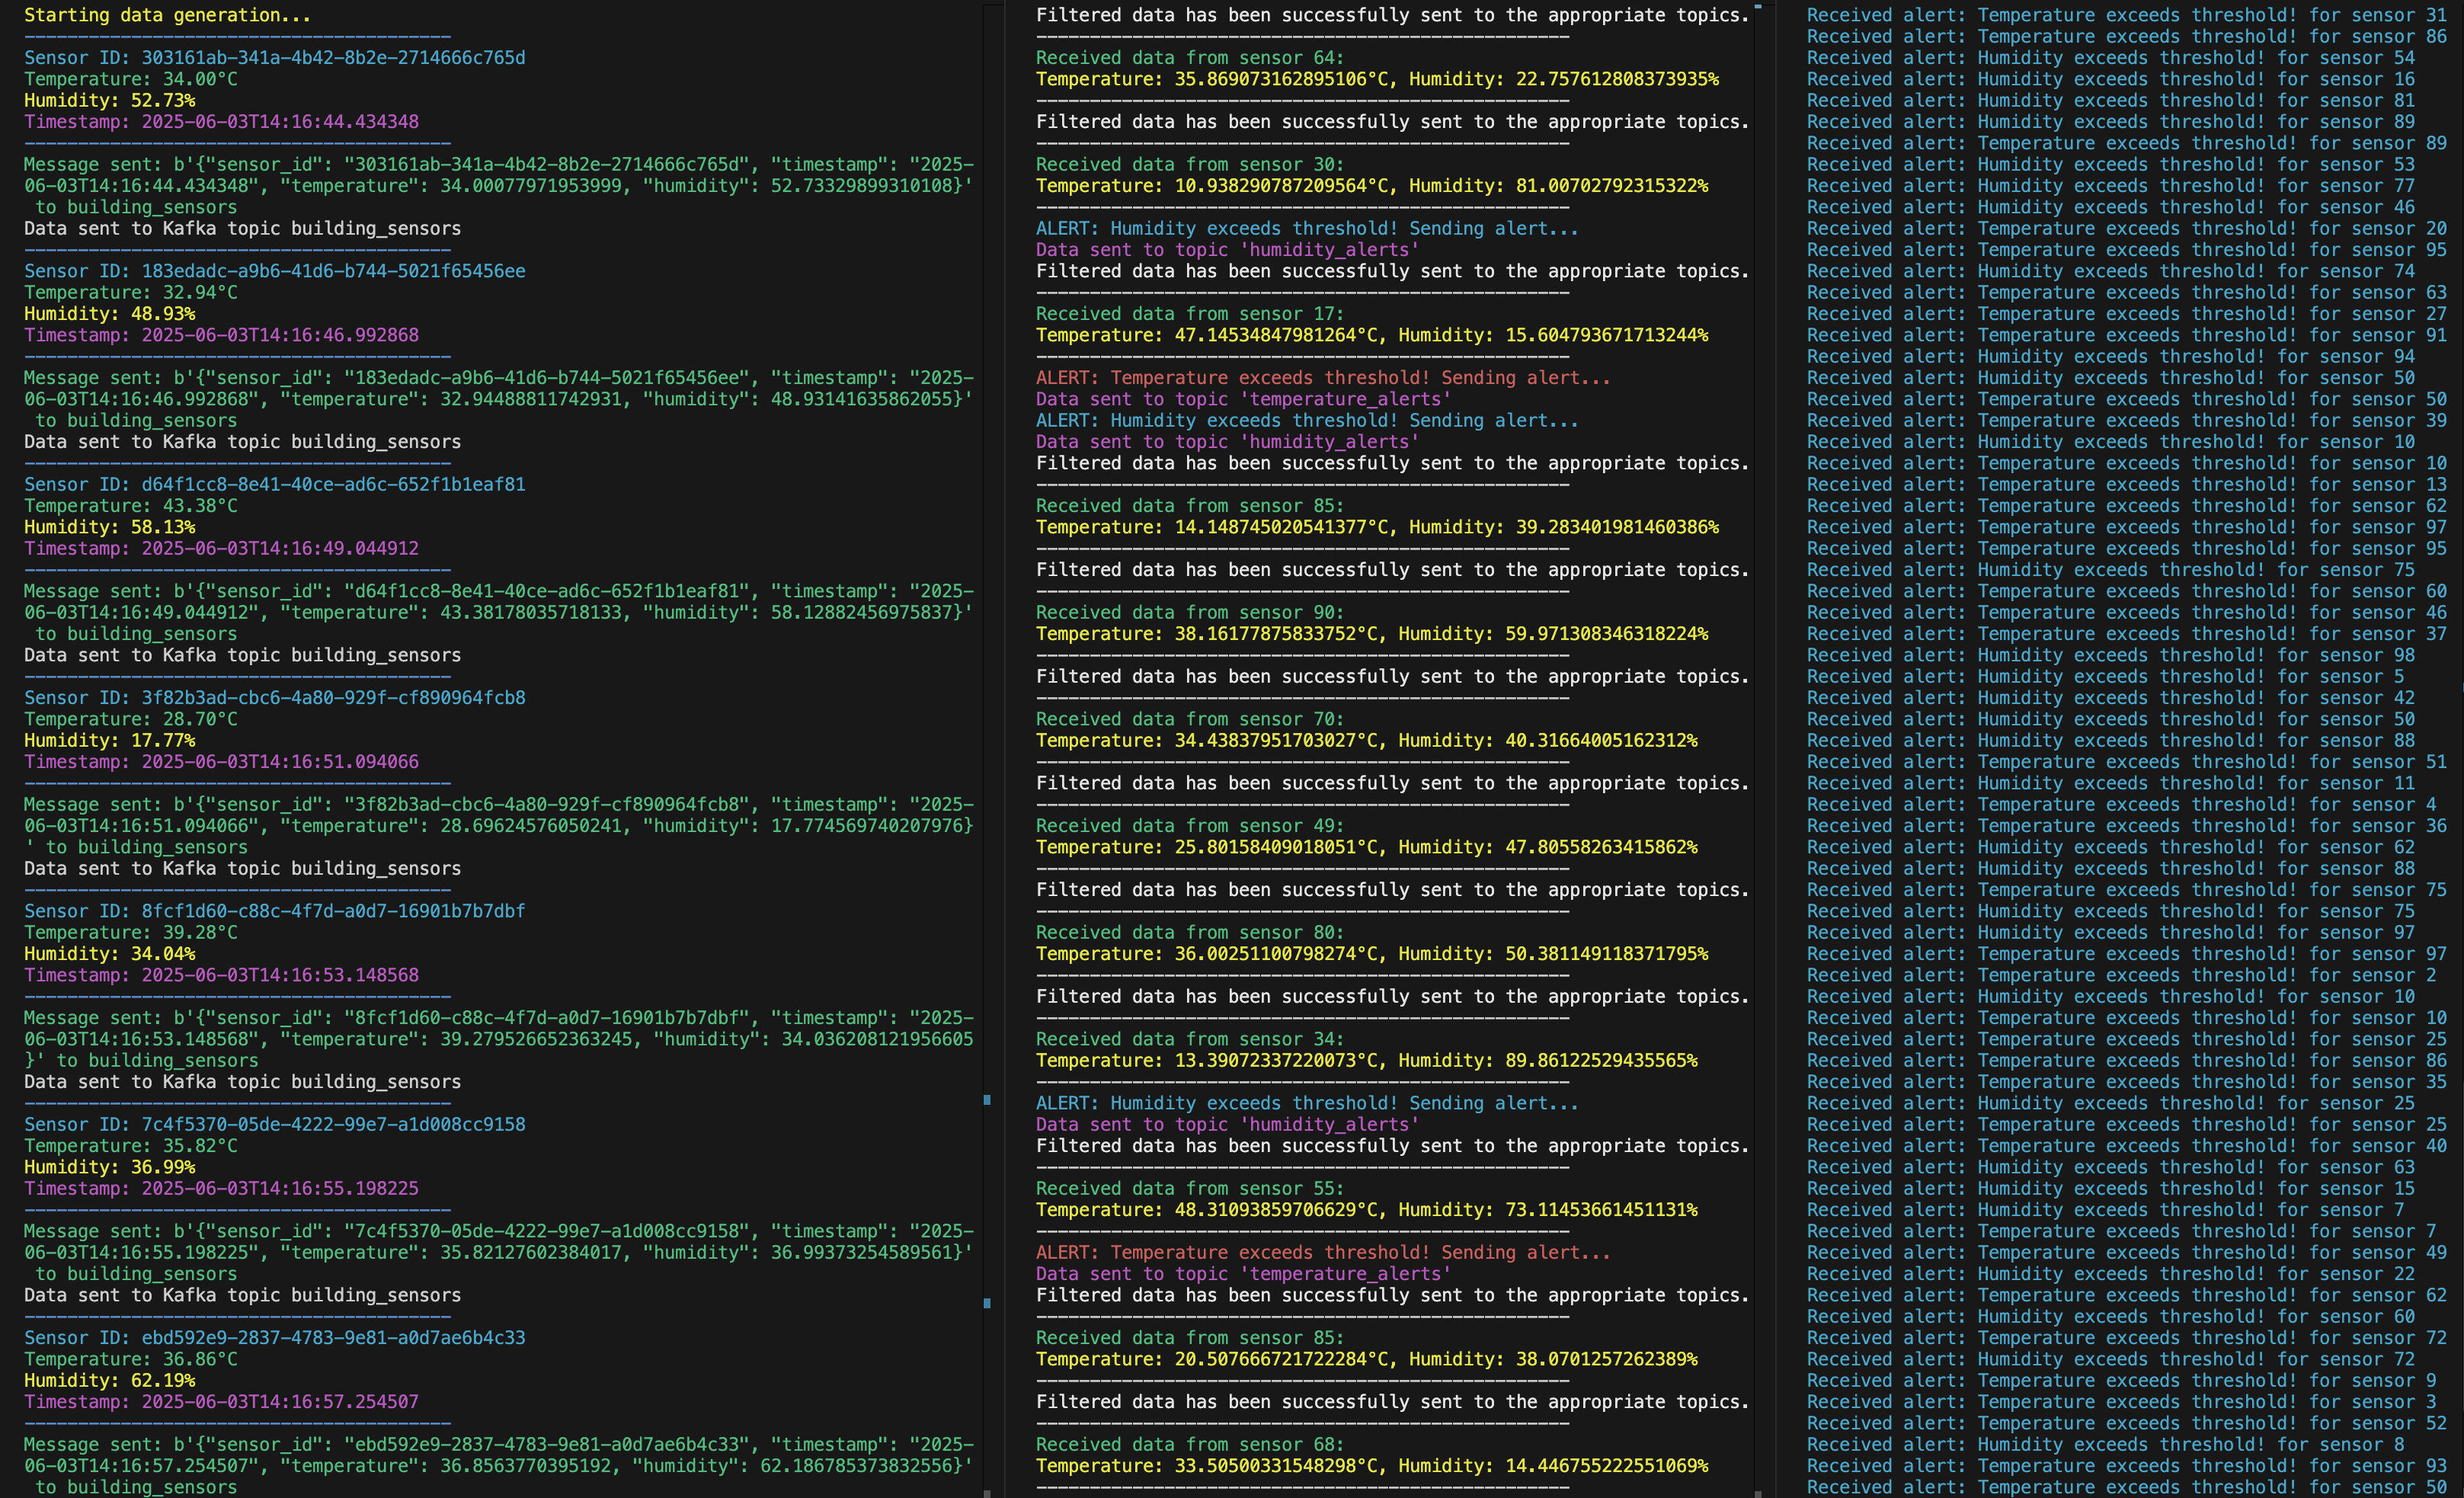 Starting data generation...
----------------------------------------
Sensor ID: 303161ab-341a-4b42-8b2e-2714666c765d
Temperature: 34.00°C
Humidity: 52.73%
Timestamp: 2025-06-03T14:16:44.434348
----------------------------------------
Message sent: b'{"sensor_id": "303161ab-341a-4b42-8b2e-2714666c765d", "timestamp": "2025-
06-03T14:16:44.434348", "temperature": 34.00077971953999, "humidity": 52.73329899310108}'
 to building_sensors
Data sent to Kafka topic building_sensors
----------------------------------------
Sensor ID: 183edadc-a9b6-41d6-b744-5021f65456ee
Temperature: 32.94°C
Humidity: 48.93%
Timestamp: 2025-06-03T14:16:46.992868
----------------------------------------
Message sent: b'{"sensor_id": "183edadc-a9b6-41d6-b744-5021f65456ee", "timestamp": "2025-
06-03T14:16:46.992868", "temperature": 32.94488811742931, "humidity": 48.93141635862055}'
 to building_sensors
Data sent to Kafka topic building_sensors
----------------------------------------
Sensor ID: d64f1cc8-8e41-40ce-ad6c-652f1b1eaf81
Temperature: 43.38°C
Humidity: 58.13%
Timestamp: 2025-06-03T14:16:49.044912
----------------------------------------
Message sent: b'{"sensor_id": "d64f1cc8-8e41-40ce-ad6c-652f1b1eaf81", "timestamp": "2025-
06-03T14:16:49.044912", "temperature": 43.38178035718133, "humidity": 58.12882456975837}'
 to building_sensors
Data sent to Kafka topic building_sensors
----------------------------------------
Sensor ID: 3f82b3ad-cbc6-4a80-929f-cf890964fcb8
Temperature: 28.70°C
Humidity: 17.77%
Timestamp: 2025-06-03T14:16:51.094066
----------------------------------------
Message sent: b'{"sensor_id": "3f82b3ad-cbc6-4a80-929f-cf890964fcb8", "timestamp": "2025-
06-03T14:16:51.094066", "temperature": 28.69624576050241, "humidity": 17.774569740207976}
' to building_sensors
Data sent to Kafka topic building_sensors
----------------------------------------
Sensor ID: 8fcf1d60-c88c-4f7d-a0d7-16901b7b7dbf
Temperature: 39.28°C
Humidity: 34.04%
Timestamp: 2025-06-03T14:16:53.148568
----------------------------------------
Message sent: b'{"sensor_id": "8fcf1d60-c88c-4f7d-a0d7-16901b7b7dbf", "timestamp": "2025-
06-03T14:16:53.148568", "temperature": 39.279526652363245, "humidity": 34.036208121956605
}' to building_sensors
Data sent to Kafka topic building_sensors
----------------------------------------
Sensor ID: 7c4f5370-05de-4222-99e7-a1d008cc9158
Temperature: 35.82°C
Humidity: 36.99%
Timestamp: 2025-06-03T14:16:55.198225
----------------------------------------
Message sent: b'{"sensor_id": "7c4f5370-05de-4222-99e7-a1d008cc9158", "timestamp": "2025-
06-03T14:16:55.198225", "temperature": 35.82127602384017, "humidity": 36.99373254589561}'
 to building_sensors
Data sent to Kafka topic building_sensors
----------------------------------------
Sensor ID: ebd592e9-2837-4783-9e81-a0d7ae6b4c33
Temperature: 36.86°C
Humidity: 62.19%
Timestamp: 2025-06-03T14:16:57.254507
----------------------------------------
Message sent: b'{"sensor_id": "ebd592e9-2837-4783-9e81-a0d7ae6b4c33", "timestamp": "2025-
06-03T14:16:57.254507", "temperature": 36.8563770395192, "humidity": 62.186785373832556}'
 to building_sensors
Filtered data has been successfully sent to the appropriate topics.
--------------------------------------------------
Received data from sensor 64:
Temperature: 35.869073162895106°C, Humidity: 22.757612808373935%
--------------------------------------------------
Filtered data has been successfully sent to the appropriate topics.
--------------------------------------------------
Received data from sensor 30:
Temperature: 10.938290787209564°C, Humidity: 81.00702792315322%
--------------------------------------------------
ALERT: Humidity exceeds threshold! Sending alert...
Data sent to topic 'humidity_alerts'
Filtered data has been successfully sent to the appropriate topics.
--------------------------------------------------
Received data from sensor 17:
Temperature: 47.14534847981264°C, Humidity: 15.604793671713244%
--------------------------------------------------
ALERT: Temperature exceeds threshold! Sending alert...
Data sent to topic 'temperature_alerts'
ALERT: Humidity exceeds threshold! Sending alert...
Data sent to topic 'humidity_alerts'
Filtered data has been successfully sent to the appropriate topics.
--------------------------------------------------
Received data from sensor 85:
Temperature: 14.148745020541377°C, Humidity: 39.283401981460386%
--------------------------------------------------
Filtered data has been successfully sent to the appropriate topics.
--------------------------------------------------
Received data from sensor 90:
Temperature: 38.16177875833752°C, Humidity: 59.971308346318224%
--------------------------------------------------
Filtered data has been successfully sent to the appropriate topics.
--------------------------------------------------
Received data from sensor 70:
Temperature: 34.43837951703027°C, Humidity: 40.31664005162312%
--------------------------------------------------
Filtered data has been successfully sent to the appropriate topics.
--------------------------------------------------
Received data from sensor 49:
Temperature: 25.80158409018051°C, Humidity: 47.80558263415862%
--------------------------------------------------
Filtered data has been successfully sent to the appropriate topics.
--------------------------------------------------
Received data from sensor 80:
Temperature: 36.00251100798274°C, Humidity: 50.381149118371795%
--------------------------------------------------
Filtered data has been successfully sent to the appropriate topics.
--------------------------------------------------
Received data from sensor 34:
Temperature: 13.39072337220073°C, Humidity: 89.86122529435565%
--------------------------------------------------
ALERT: Humidity exceeds threshold! Sending alert...
Data sent to topic 'humidity_alerts'
Filtered data has been successfully sent to the appropriate topics.
--------------------------------------------------
Received data from sensor 55:
Temperature: 48.31093859706629°C, Humidity: 73.11453661451131%
--------------------------------------------------
ALERT: Temperature exceeds threshold! Sending alert...
Data sent to topic 'temperature_alerts'
Filtered data has been successfully sent to the appropriate topics.
--------------------------------------------------
Received data from sensor 85:
Temperature: 20.507666721722284°C, Humidity: 38.0701257262389%
--------------------------------------------------
Filtered data has been successfully sent to the appropriate topics.
--------------------------------------------------
Received data from sensor 68:
Temperature: 33.50500331548298°C, Humidity: 14.446755222551069%
--------------------------------------------------
Received alert: Temperature exceeds threshold! for sensor 31
Received alert: Temperature exceeds threshold! for sensor 86
Received alert: Humidity exceeds threshold! for sensor 54
Received alert: Humidity exceeds threshold! for sensor 16
Received alert: Humidity exceeds threshold! for sensor 81
Received alert: Humidity exceeds threshold! for sensor 89
Received alert: Temperature exceeds threshold! for sensor 89
Received alert: Humidity exceeds threshold! for sensor 53
Received alert: Humidity exceeds threshold! for sensor 77
Received alert: Humidity exceeds threshold! for sensor 46
Received alert: Temperature exceeds threshold! for sensor 20
Received alert: Temperature exceeds threshold! for sensor 95
Received alert: Humidity exceeds threshold! for sensor 74
Received alert: Temperature exceeds threshold! for sensor 63
Received alert: Temperature exceeds threshold! for sensor 27
Received alert: Temperature exceeds threshold! for sensor 91
Received alert: Humidity exceeds threshold! for sensor 94
Received alert: Humidity exceeds threshold! for sensor 50
Received alert: Temperature exceeds threshold! for sensor 50
Received alert: Temperature exceeds threshold! for sensor 39
Received alert: Humidity exceeds threshold! for sensor 10
Received alert: Temperature exceeds threshold! for sensor 10
Received alert: Temperature exceeds threshold! for sensor 13
Received alert: Temperature exceeds threshold! for sensor 62
Received alert: Temperature exceeds threshold! for sensor 97
Received alert: Temperature exceeds threshold! for sensor 95
Received alert: Humidity exceeds threshold! for sensor 75
Received alert: Temperature exceeds threshold! for sensor 60
Received alert: Temperature exceeds threshold! for sensor 46
Received alert: Temperature exceeds threshold! for sensor 37
Received alert: Humidity exceeds threshold! for sensor 98
Received alert: Humidity exceeds threshold! for sensor 5
Received alert: Humidity exceeds threshold! for sensor 42
Received alert: Humidity exceeds threshold! for sensor 50
Received alert: Humidity exceeds threshold! for sensor 88
Received alert: Temperature exceeds threshold! for sensor 51
Received alert: Humidity exceeds threshold! for sensor 11
Received alert: Temperature exceeds threshold! for sensor 4
Received alert: Temperature exceeds threshold! for sensor 36
Received alert: Humidity exceeds threshold! for sensor 62
Received alert: Humidity exceeds threshold! for sensor 88
Received alert: Temperature exceeds threshold! for sensor 75
Received alert: Humidity exceeds threshold! for sensor 75
Received alert: Humidity exceeds threshold! for sensor 97
Received alert: Temperature exceeds threshold! for sensor 97
Received alert: Temperature exceeds threshold! for sensor 2
Received alert: Humidity exceeds threshold! for sensor 10
Received alert: Temperature exceeds threshold! for sensor 10
Received alert: Temperature exceeds threshold! for sensor 25
Received alert: Temperature exceeds threshold! for sensor 86
Received alert: Temperature exceeds threshold! for sensor 35
Received alert: Humidity exceeds threshold! for sensor 25
Received alert: Temperature exceeds threshold! for sensor 25
Received alert: Temperature exceeds threshold! for sensor 40
Received alert: Humidity exceeds threshold! for sensor 63
Received alert: Humidity exceeds threshold! for sensor 15
Received alert: Humidity exceeds threshold! for sensor 7
Received alert: Temperature exceeds threshold! for sensor 7
Received alert: Temperature exceeds threshold! for sensor 49
Received alert: Humidity exceeds threshold! for sensor 22
Received alert: Temperature exceeds threshold! for sensor 62
Received alert: Humidity exceeds threshold! for sensor 60
Received alert: Temperature exceeds threshold! for sensor 72
Received alert: Humidity exceeds threshold! for sensor 72
Received alert: Temperature exceeds threshold! for sensor 9
Received alert: Temperature exceeds threshold! for sensor 3
Received alert: Temperature exceeds threshold! for sensor 52
Received alert: Humidity exceeds threshold! for sensor 8
Received alert: Temperature exceeds threshold! for sensor 93
Received alert: Temperature exceeds threshold! for sensor 50